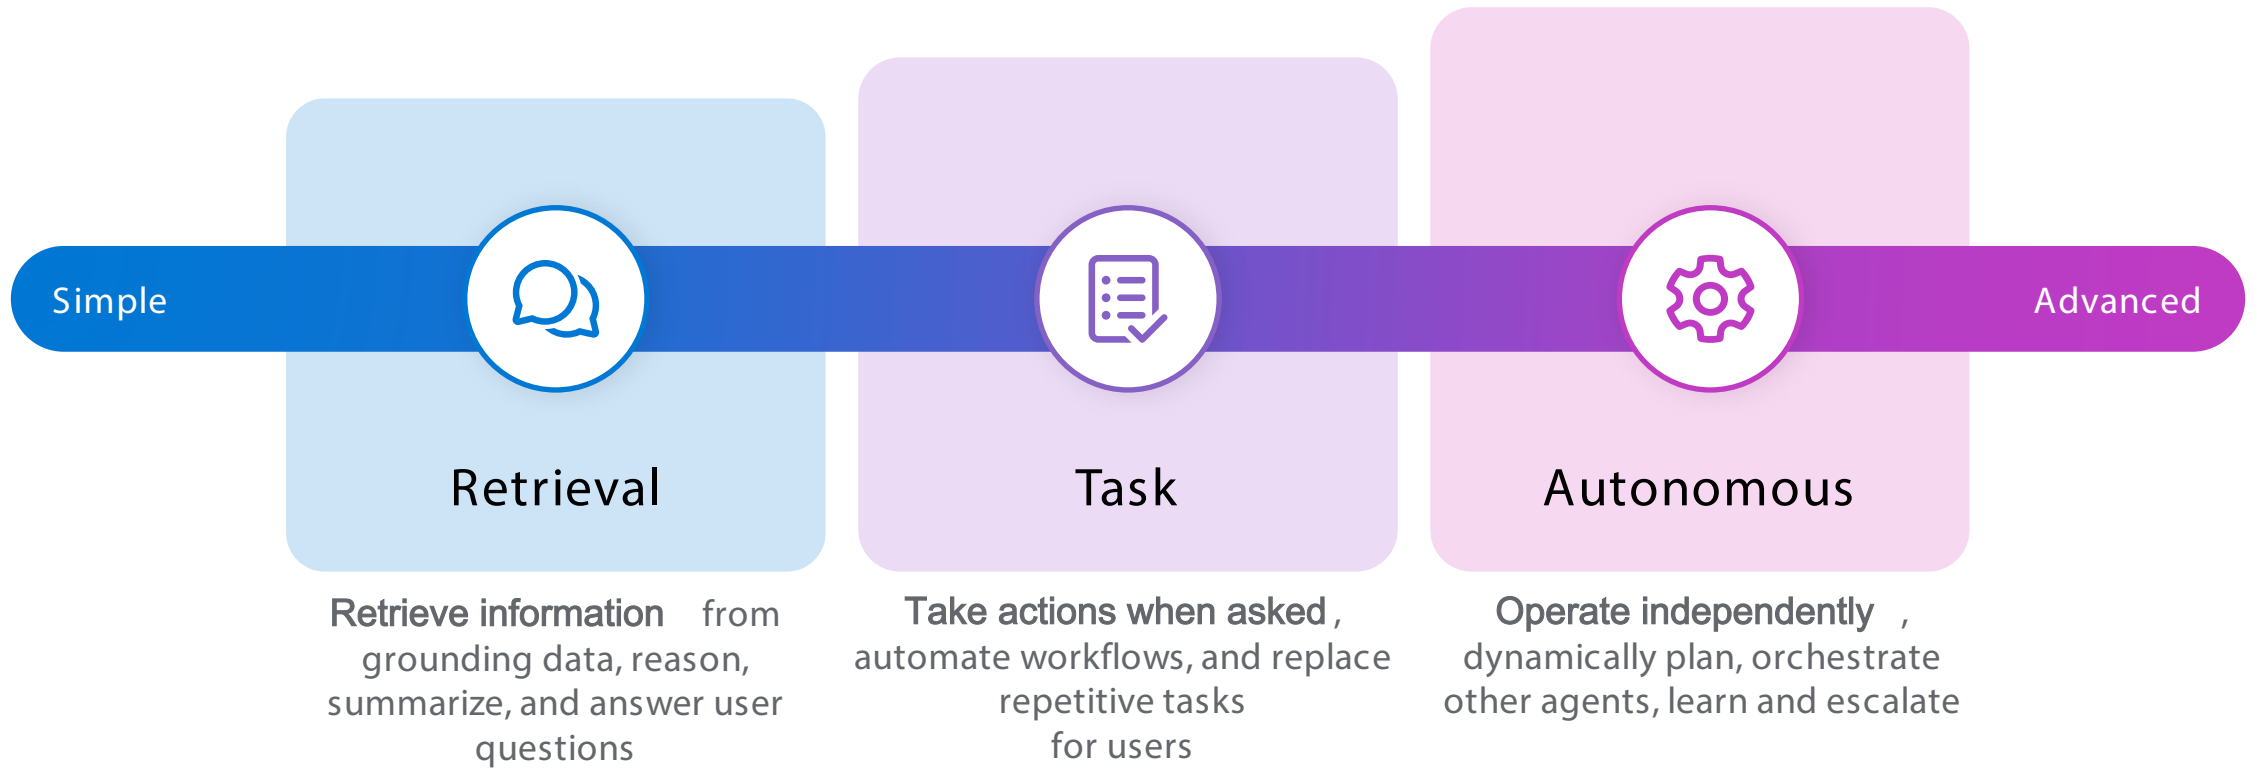 Simple
Advanced
Retrieval
Retrieve information from
grounding data, reason,
summarize, and answer user
questions
Task
Take actions when asked,
automate workflows, and replace
repetitive tasks
for users
Autonomous
Operate independently,
dynamically plan, orchestrate
other agents, learn and escalate